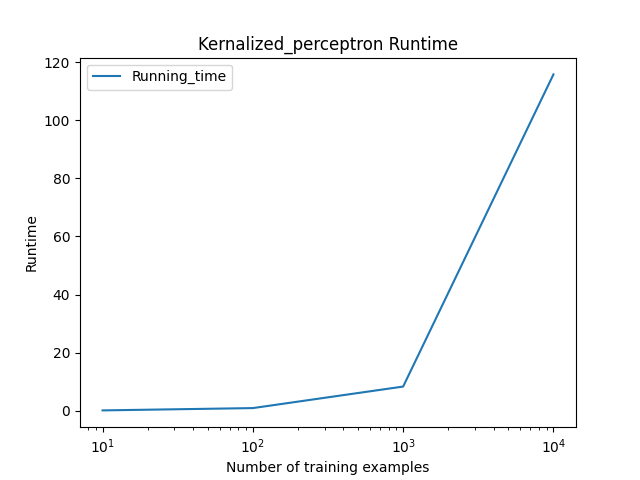 Kernalized_perceptron Runtime
Running_time
120
100
80
60
40
20
0
Runtime
10¹
10²
10³
10⁴
Number of training examples